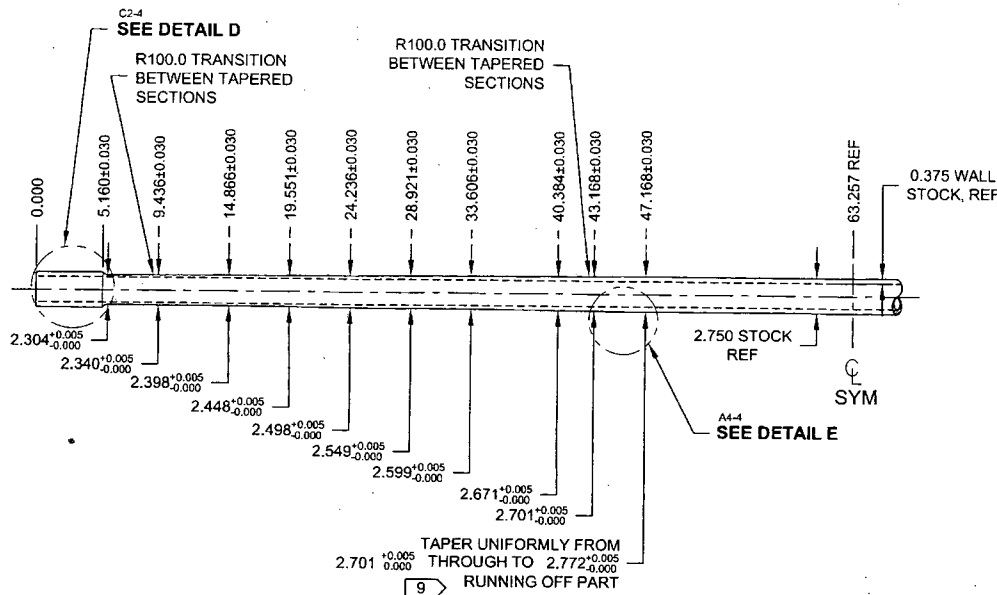 C2-4
SEE DETAIL D
R100.0 TRANSITION
BETWEEN TAPERED
SECTIONS
R100.0 TRANSITION
BETWEEN TAPERED
SECTIONS
0.000
5.160±0.030
9.436±0.030
14.866±0.030
19.551±0.030
24.236±0.030
28.921±0.030
33.606±0.030
40.384±0.030
43.168±0.030
47.168±0.030
63.257 REF
0.375 WALL
STOCK, REF
2.304 +0.005 -0.000
2.340 +0.005 -0.000
2.398 +0.005 -0.000
2.448 +0.005 -0.000
2.498 +0.005 -0.000
2.549 +0.005 -0.000
2.599 +0.005 -0.000
2.671 +0.005 -0.000
2.701 +0.005 -0.000
2.750 STOCK
REF
℄
SYM
A4-4
SEE DETAIL E
TAPER UNIFORMLY FROM
2.701 +0.005 0.000 THROUGH TO 2.772 +0.005 -0.000
RUNNING OFF PART
9